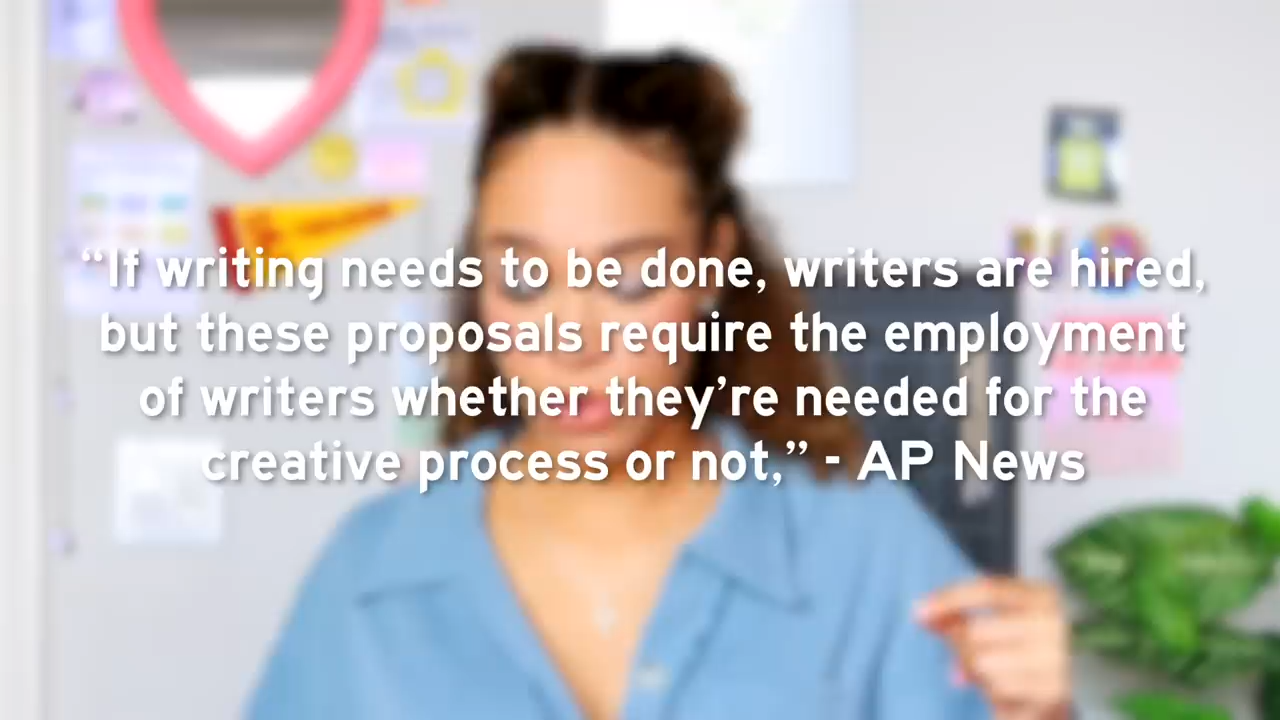 “If writing needs to be done, writers are hired,
but these proposals require the employment
of writers whether they’re needed for the
creative process or not,” - AP News